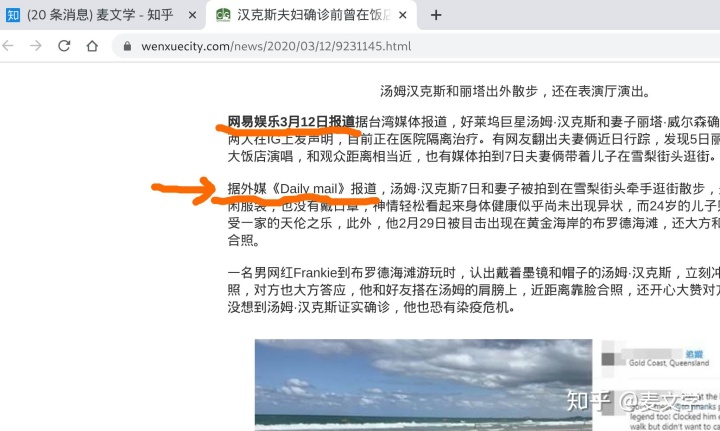 (20 条消息) 麦文学 - 知乎
汉克斯夫妇确诊前曾在饭店
wenxuecity.com/news/2020/03/12/9231145.html
汤姆汉克斯和丽塔出外散步，还在表演厅演出。
网易娱乐3月12日报道据台湾媒体报道，好莱坞巨星汤姆·汉克斯和妻子丽塔·威尔森确
两人在IG上发声明，目前正在医院隔离治疗。有网友翻出夫妻俩近日行踪，发现5日丽
大饭店演唱，和观众距离相当近，也有媒体拍到7日夫妻俩带着儿子在雪梨街头逛街。
据外媒《Daily mail》报道，汤姆·汉克斯7日和妻子被拍到在雪梨街头牵手逛街散步，
闲服装，也没有戴口罩，神情轻松看起来身体健康似乎尚未出现异状，而24岁的儿子则
受一家的天伦之乐，此外，他2月29日被目击出现在黄金海岸的布罗德海滩，还大方和
合照。
一名男网红Frankie到布罗德海滩游玩时，认出戴着墨镜和帽子的汤姆·汉克斯，立刻冲
照，对方也大方答应，他和好友搭在汤姆的肩膀上，近距离靠脸合照，还开心大赞对方
没想到汤姆·汉克斯证实确诊，他也恐有染疫危机。
追蹤
Gold Coast, Queensland
at the
to thanks
legend too! Clocked him
walk but didn't want to ca
知乎 @麦文学